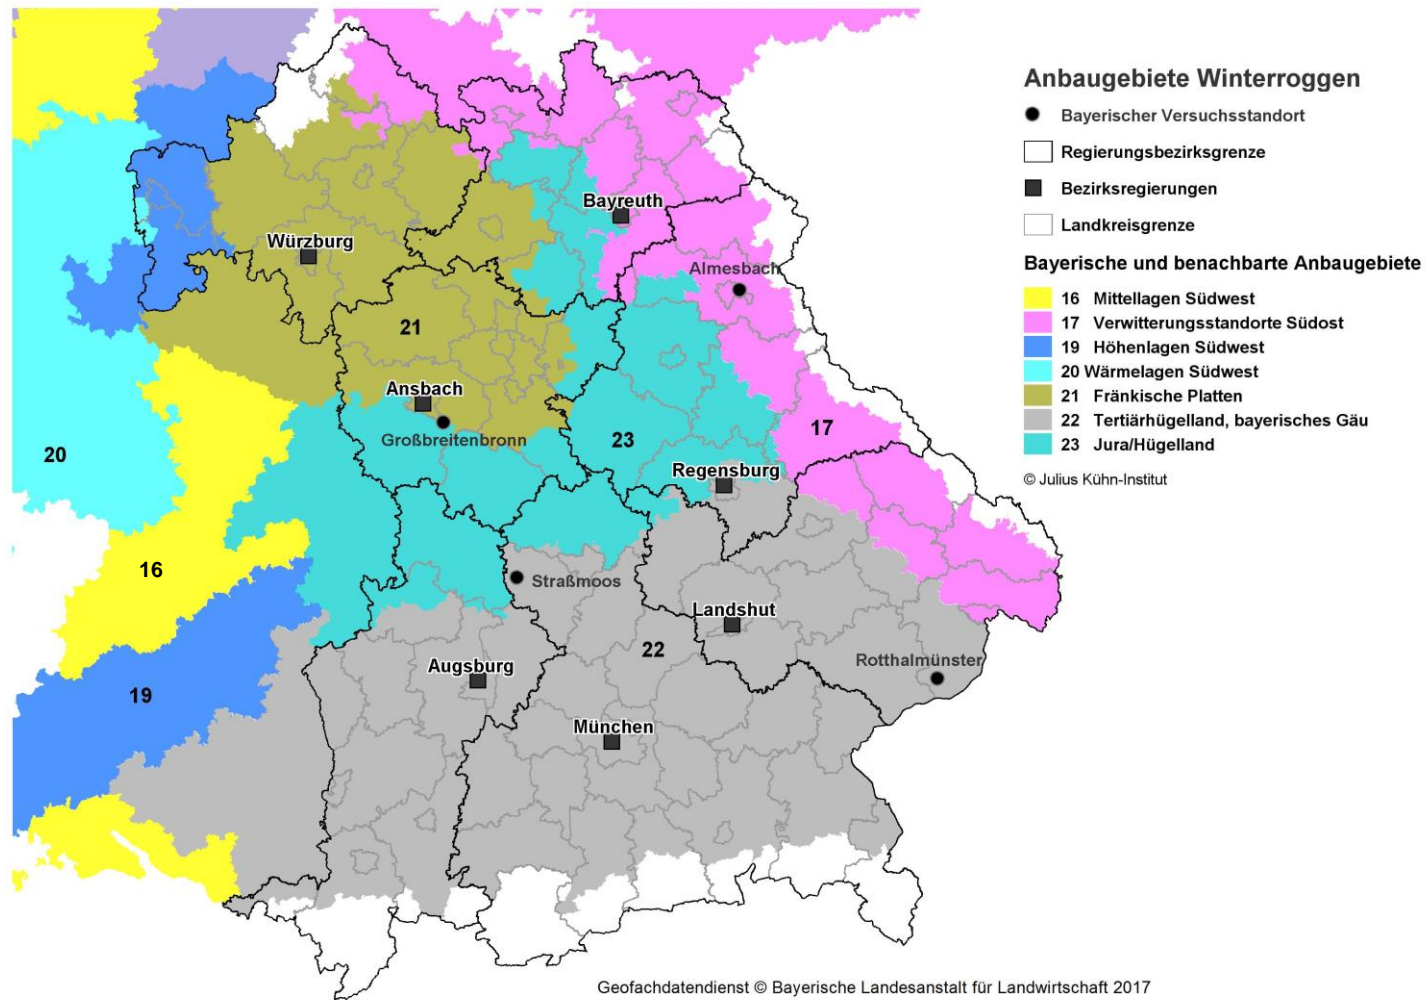 Anbaugebiete Winterroggen
Bayerischer Versuchsstandort
Regierungsbezirksgrenze
Bezirksregierungen
Landkreisgrenze
Bayerische und benachbarte Anbaugebiete
16 Mittellagen Südwest
17 Verwitterungsstandorte Südost
19 Höhenlagen Südwest
20 Wärmelagen Südwest
21 Fränkische Platten
22 Tertiärhügelland, bayerisches Gäu
23 Jura/Hügelland
© Julius Kühn-Institut
Bayreuth
Würzburg
Almesbach
21
Ansbach
Großbreitenbronn
23
17
20
Regensburg
16
Straßmoos
Landshut
22
Rotthalmünster
Augsburg
19
München
Geofachdatendienst © Bayerische Landesanstalt für Landwirtschaft 2017